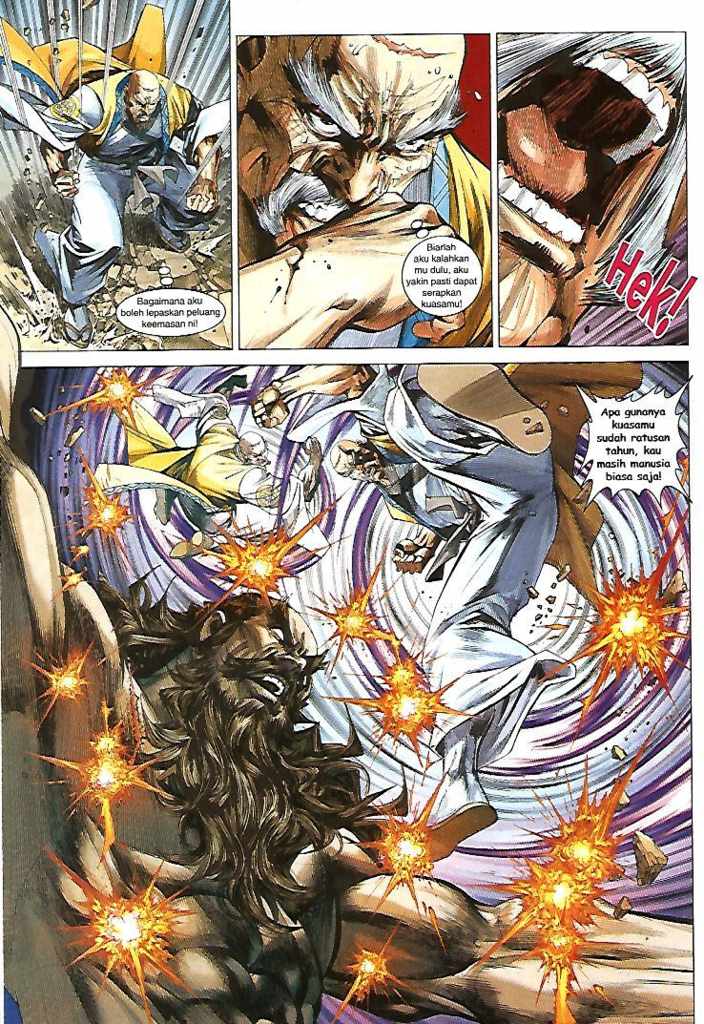 Bagaimana aku
boleh lepaskan peluang
keemasan ni!
Biarlah
aku kalahkan
mu dulu, aku
yakin pasti dapat
serapkan
kuasamu!
Hek!
Apa gunanya
kuasamu
sudah ratusan
tahun, kau
masih manusia
biasa saja!